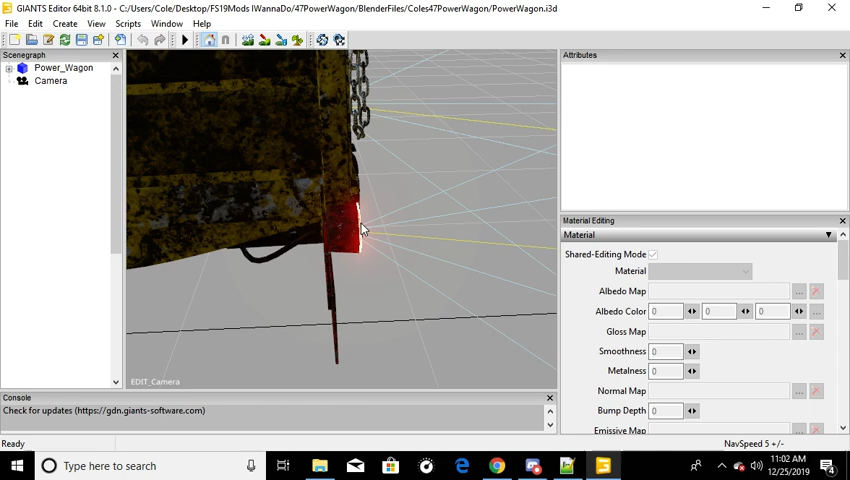 GIANTS Editor 64bit 8.1.0 - C:/Users/Cole/Desktop/FS19Mods IWannaDo/47PowerWagon/BlenderFiles/Coles47PowerWagon/PowerWagon.i3d
File Edit Create View Scripts Window Help
Scenegraph
Power_Wagon
Camera
EDIT_Camera
Attributes
Material Editing
Material
Shared-Editing Mode
Material
Albedo Map ...
Albedo Color 0 0 0 ...
Gloss Map ...
Smoothness 0
Metalness 0
Normal Map ...
Bump Depth 0
Emissive Map
Console
Check for updates (https://gdn.giants-software.com)
Ready
NavSpeed 5 +/-
Type here to search
11:02 AM
12/25/2019
4